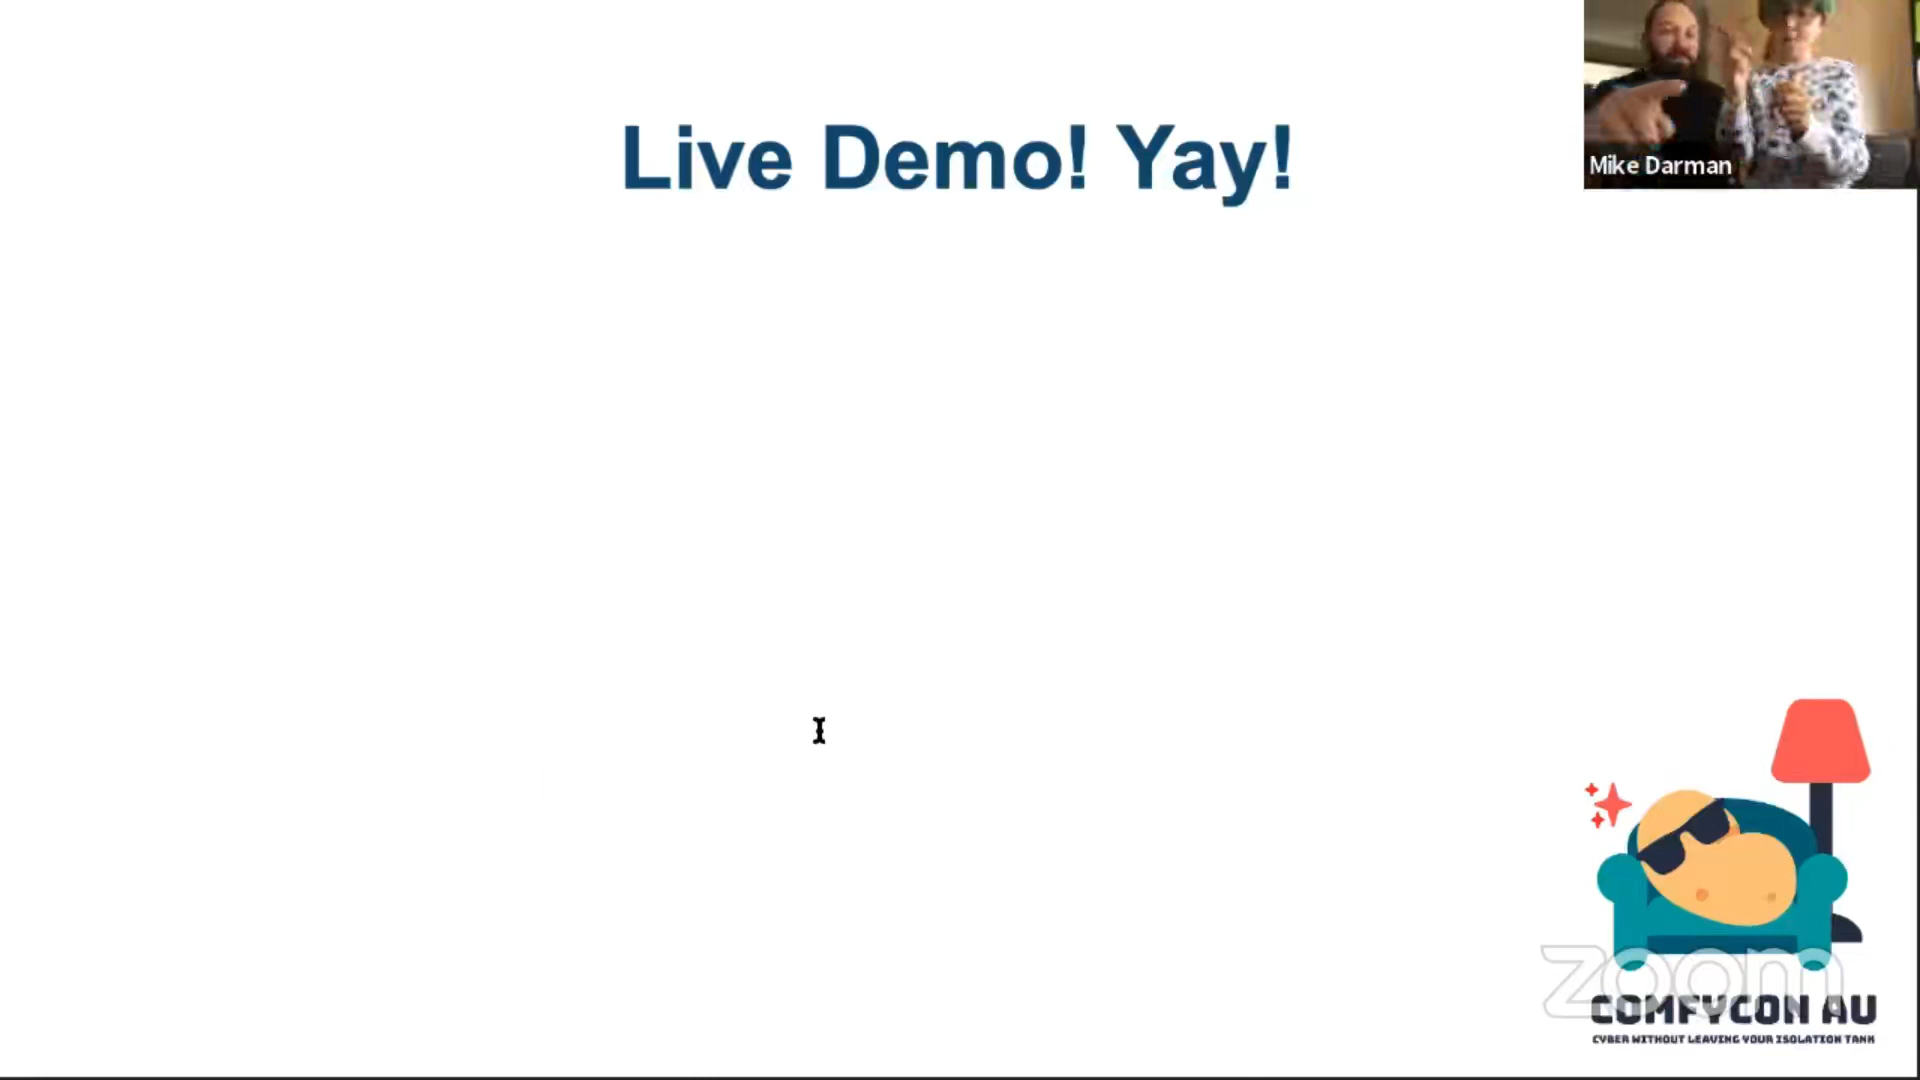 Live Demo! Yay!
Mike Darman
zoom
COMFYCON AU
CYBER WITHOUT LEAVING YOUR ISOLATION TANK